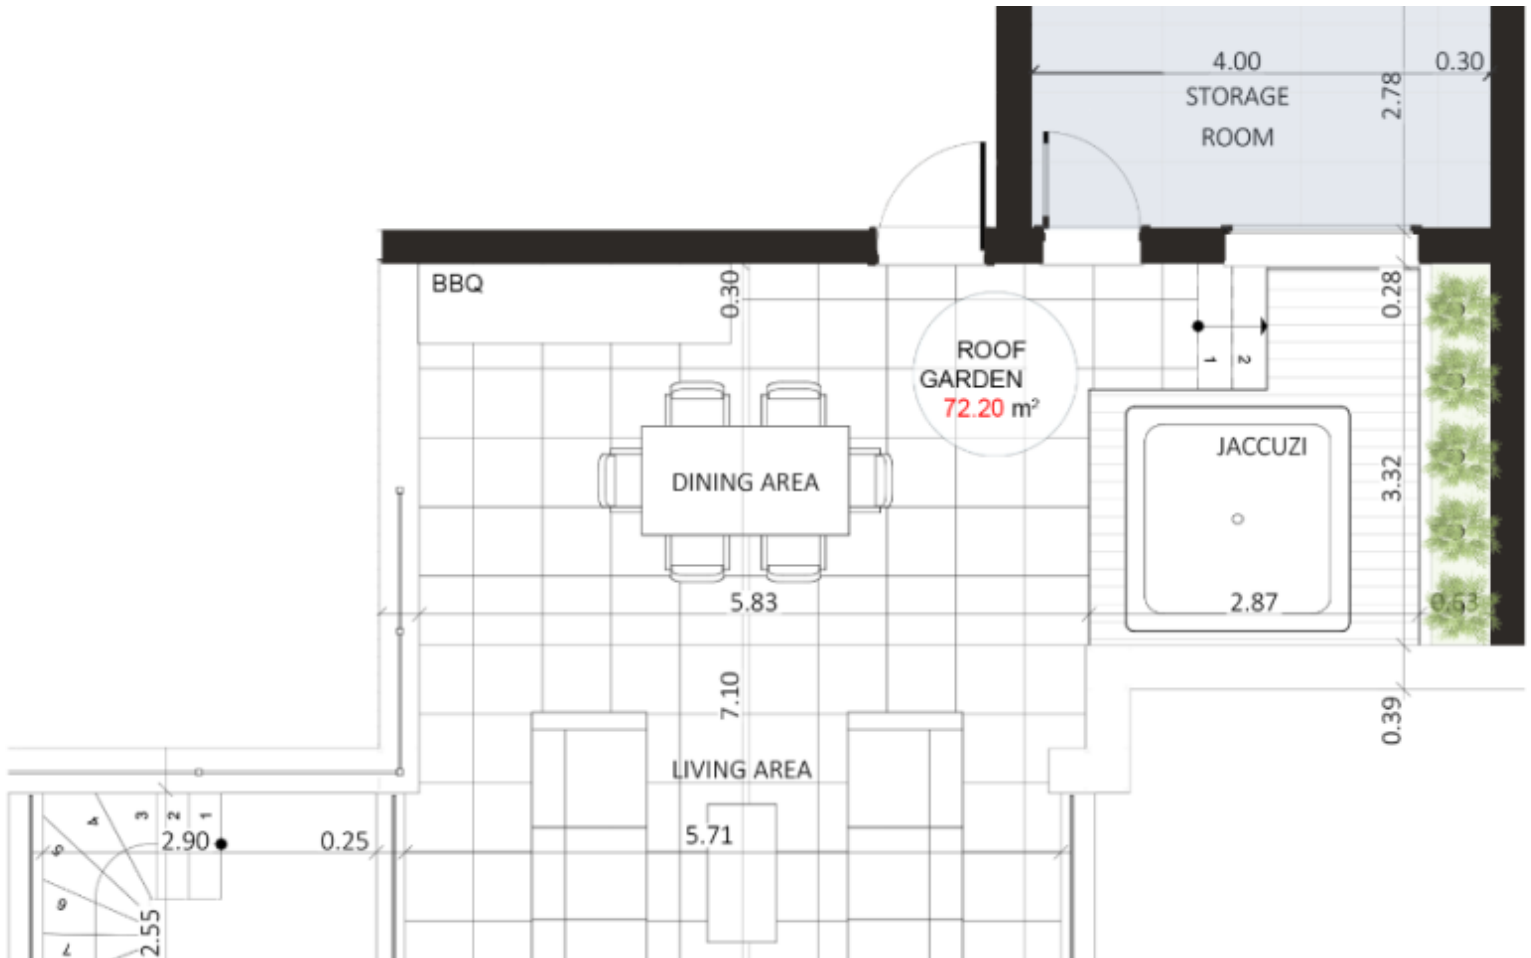 4.00
0.30
2.78
STORAGE
ROOM
BBQ
0.30
0.28
ROOF
GARDEN
72.20 m²
1
2
JACCUZI
DINING AREA
3.32
5.83
2.87
0.63
7.10
0.39
LIVING AREA
4
3
2
1
2.90
0.25
5.71
5
6
2.55
7